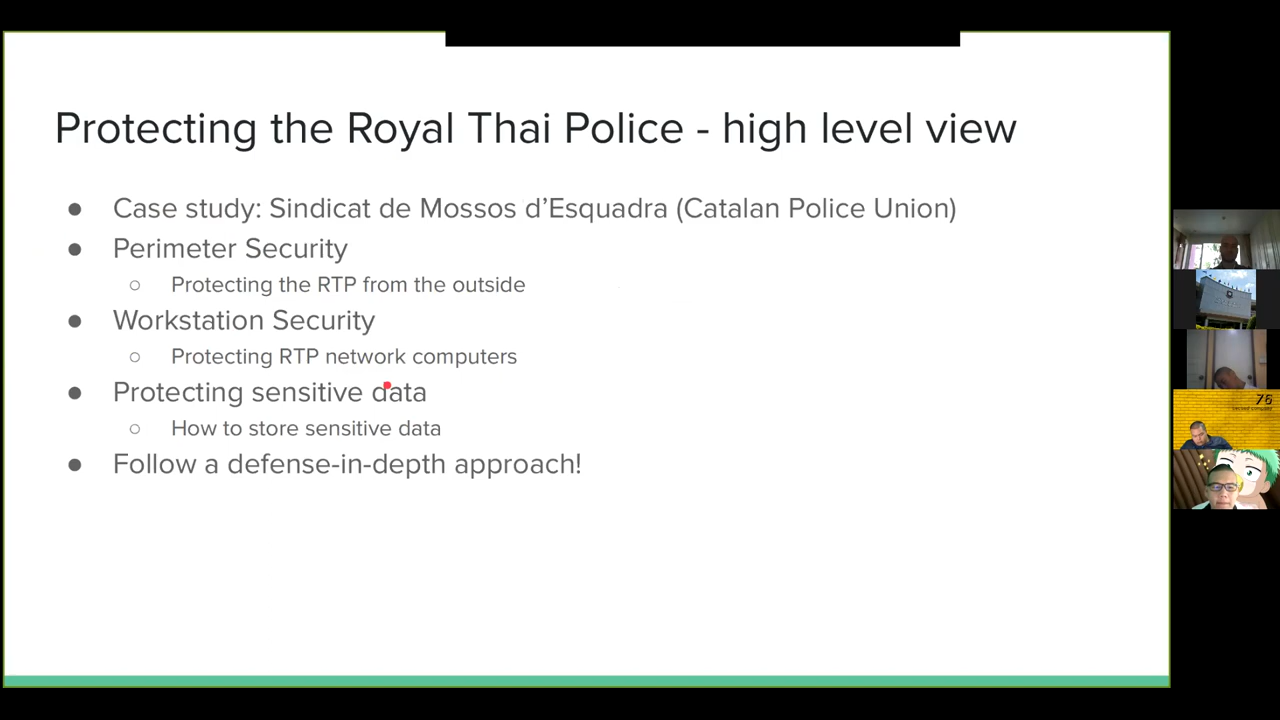 Protecting the Royal Thai Police - high level view
● Case study: Sindicat de Mossos d’Esquadra (Catalan Police Union)
● Perimeter Security
○ Protecting the RTP from the outside
● Workstation Security
○ Protecting RTP network computers
● Protecting sensitive data
○ How to store sensitive data
● Follow a defense-in-depth approach!
76